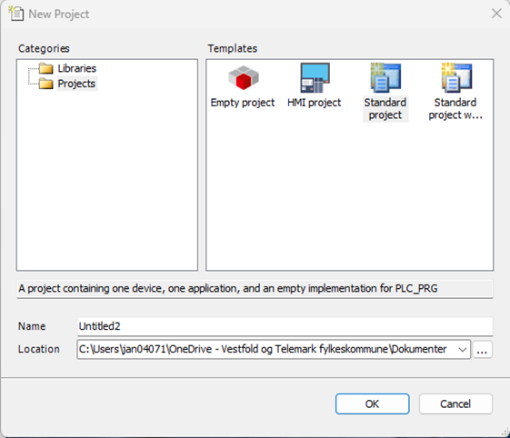 New Project
Categories
Templates
Libraries
Projects
Empty project
HMI project
Standard
project
Standard
project w...
A project containing one device, one application, and an empty implementation for PLC_PRG
Name
Untitled2
Location
C:\Users\jan04071\OneDrive - Vestfold og Telemark fylkeskommune\Dokumenter
...
OK
Cancel